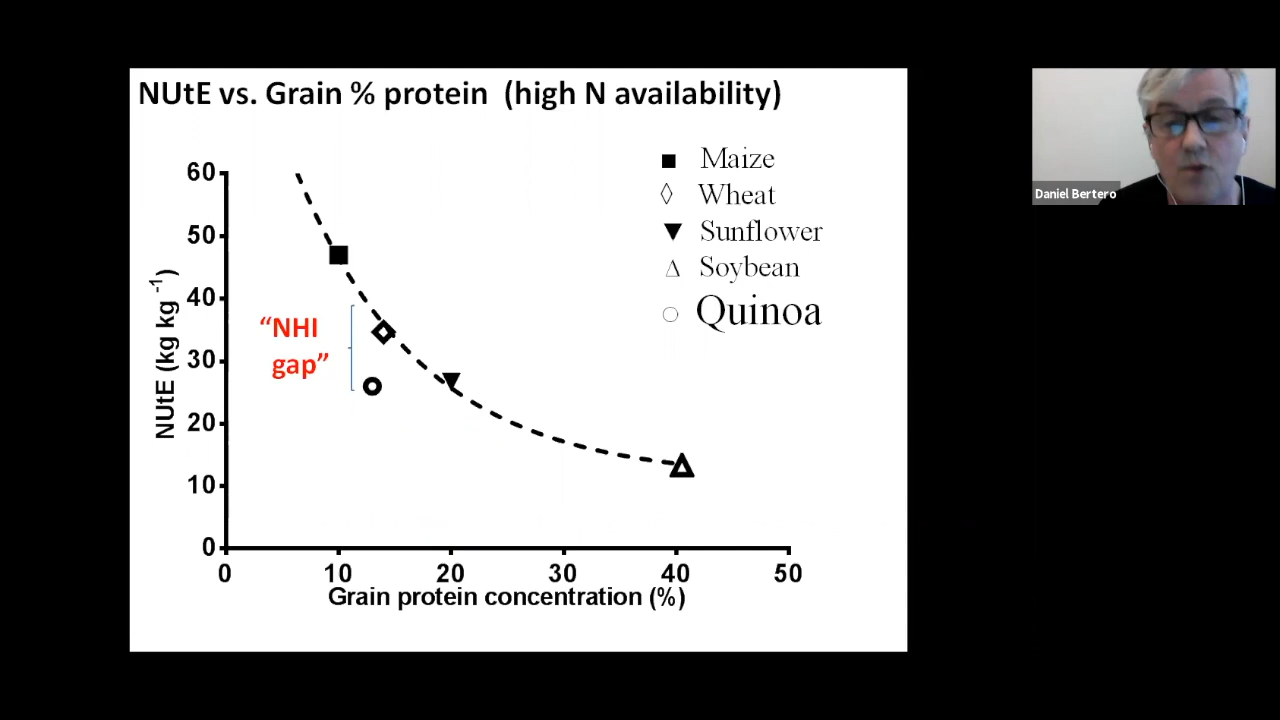 NUtE vs. Grain % protein (high N availability)
Daniel Bertero
Maize
Wheat
Sunflower
Soybean
Quinoa
60
50
40
30
20
10
0
NUtE (kg kg -1)
“NHI
gap”
0 10 20 30 40 50
Grain protein concentration (%)